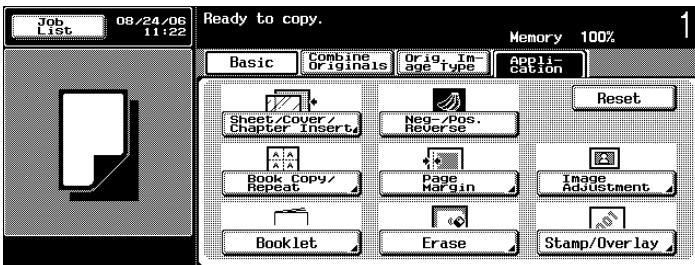 Job
List
08/24/06
11:22
Ready to copy.
1
Memory 100%
Basic
Combine
Originals
Orig. Im-
age Type
Appli-
cation
Sheet/Cover/
Chapter Insert
Neg-/Pos.
Reverse
Reset
Book Copy/
Repeat
Page
Margin
Image
Adjustment
Booklet
Erase
Stamp/Overlay
A A
A A
001